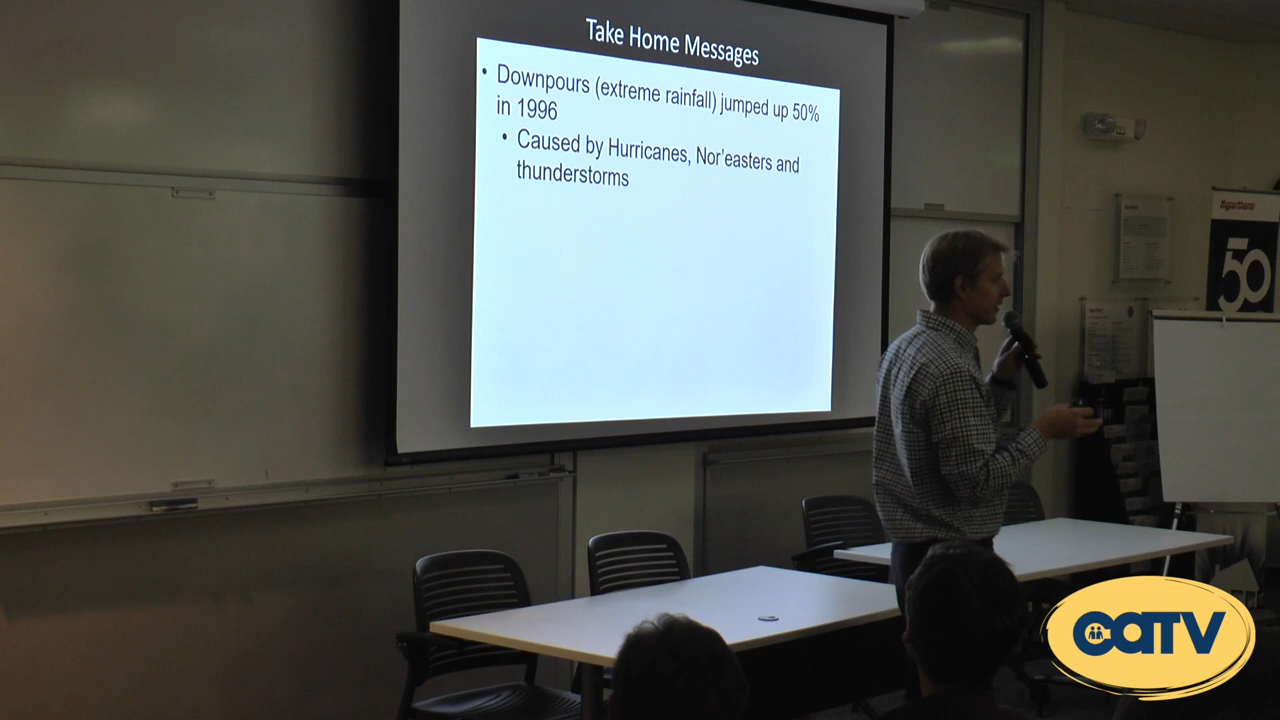 Take Home Messages
• Downpours (extreme rainfall) jumped up 50%
in 1996
• Caused by Hurricanes, Nor'easters and
thunderstorms
Hypertherm
50
CATV